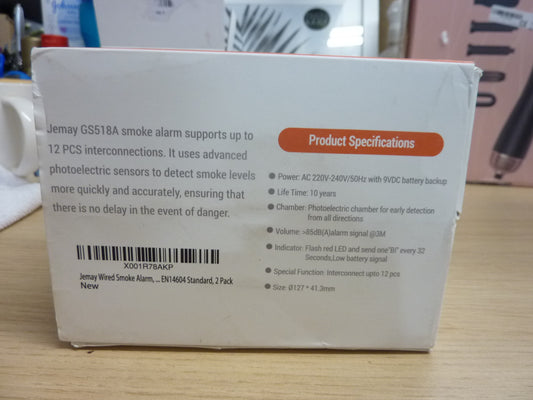 Johnson's
Jemay GS518A smoke alarm supports up to
12 PCS interconnections. It uses advanced
photoelectric sensors to detect smoke levels
more quickly and accurately, ensuring that
there is no delay in the event of danger.
X001R78AKP
Jemay Wired Smoke Alarm, ... EN14604 Standard, 2 Pack
New
Product Specifications
Power: AC 220V-240V/50Hz with 9VDC battery backup
Life Time: 10 years
Chamber: Photoelectric chamber for early detection
from all directions
Volume: >85dB(A)alarm signal @3M
Indicator: Flash red LED and send one"BI" every 32
Seconds,Low battery signal
Special Function: Interconnect upto 12 pcs
Size: Ø127 * 41.3mm